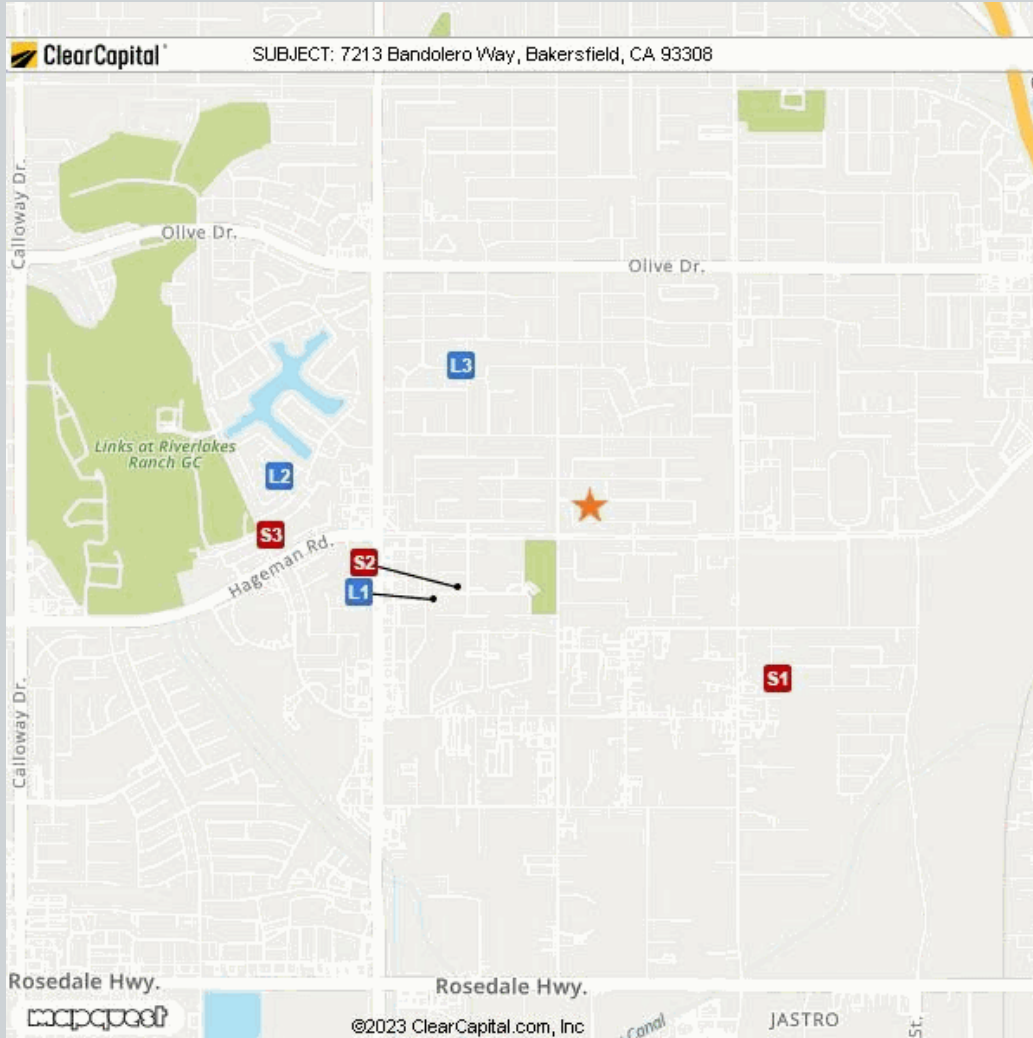 ClearCapital
SUBJECT: 7213 Bandolero Way, Bakersfield, CA 93308
Calloway Dr.
Olive Dr.
Olive Dr.
L3
Links at Riverlakes
Ranch GC
L2
S3
Hageman Rd.
S2
L1
S1
Calloway Dr.
Rosedale Hwy.
Rosedale Hwy.
mapquest
©2023 ClearCapital.com, Inc
Canal
JASTRO
St.